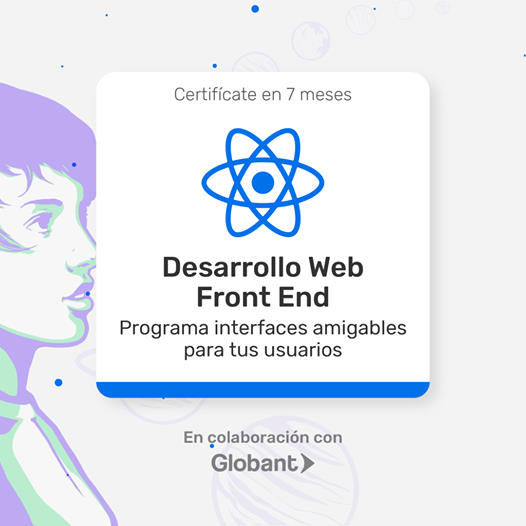 Certifícate en 7 meses
Desarrollo Web
Front End
Programa interfaces amigables
para tus usuarios
En colaboración con
Globant